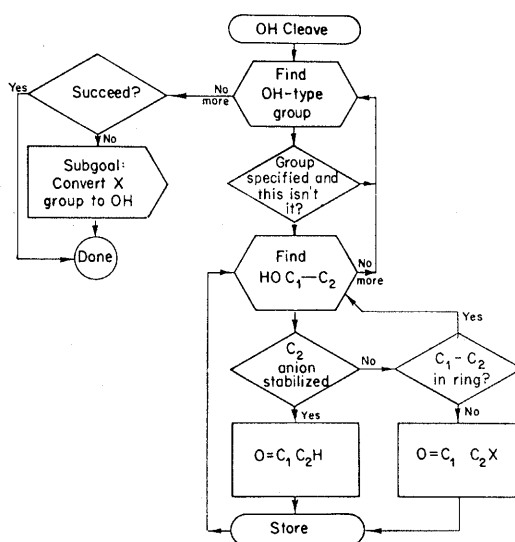 OH Cleave
Find
OH-type
group
No
more
Succeed?
Yes
No
Subgoal:
Convert X
group to OH
Done
Group
specified and
this isn't
it?
Find
HO C₁—C₂
No
more
Yes
C₂
anion
stabilized
No
C₁ – C₂
in ring?
Yes
No
O=C₁ C₂H
O=C₁ C₂X
Store